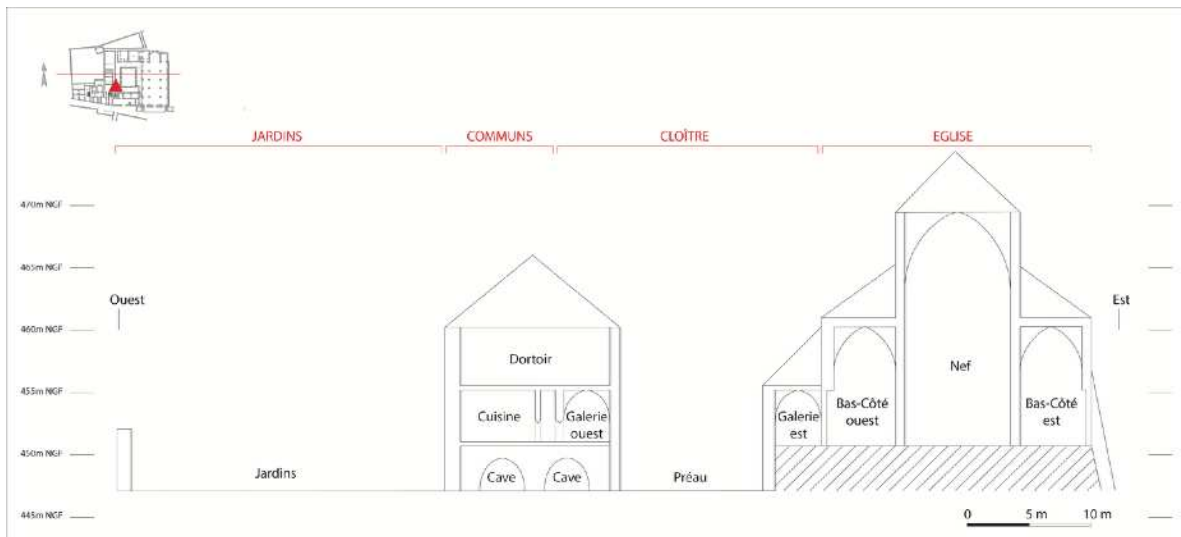 JARDINS COMMUNS CLOÎTRE EGLISE
470m NGF
465m NGF
Ouest
Est
460m NGF
Dortoir
Nef
455m NGF
Cuisine
Galerie
ouest
Galerie
est
Bas-Côté
ouest
Bas-Côté
est
450m NGF
Jardins
Cave
Cave
Préau
445m NGF
0 5 m 10 m